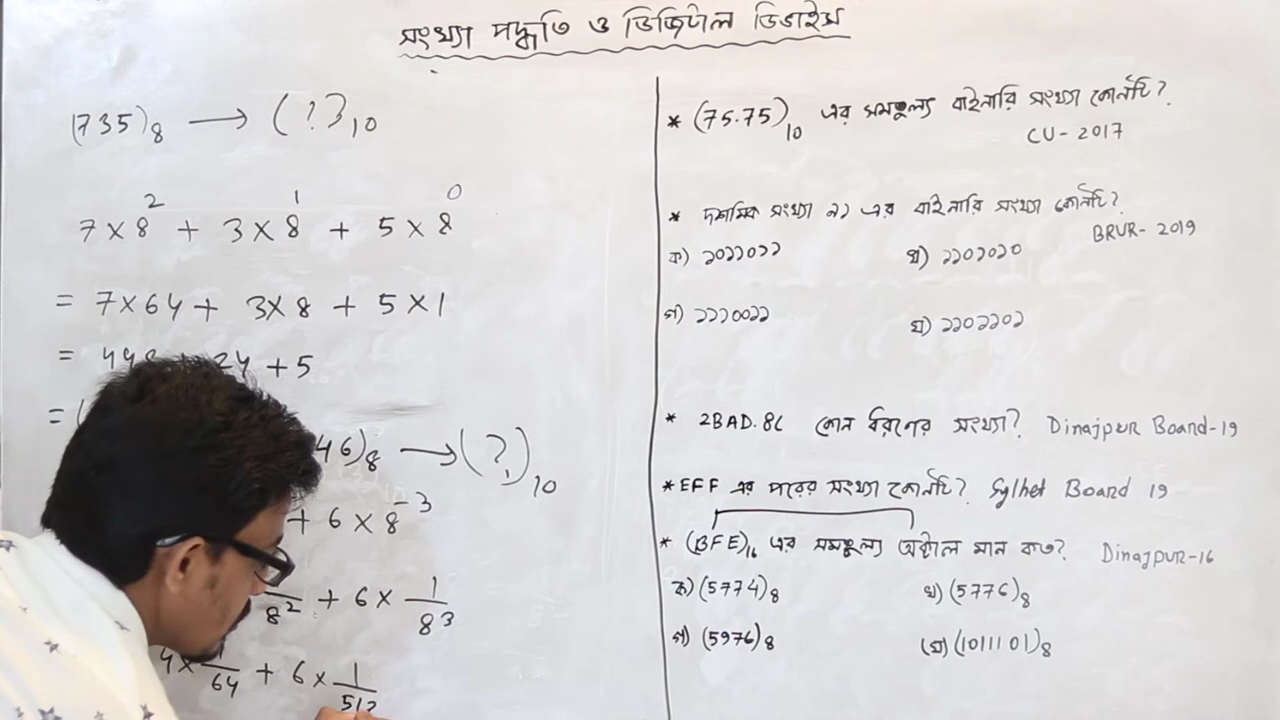 সংখ্যা পদ্ধতি ও ডিজিটাল ডিভাইস
(735)₈ → (?)₁₀
7×8² + 3×8¹ + 5×8⁰
= 7×64 + 3×8 + 5×1
= 448 + 24 + 5
= (
46)₈ → (?)₁₀
+ 6×8⁻³
8² + 6× 1/8³
4× /64 + 6× 1/512
* (75.75)₁₀ এর সমতুল্য বাইনারি সংখ্যা কোনটি?
CU- 2017
* দশমিক সংখ্যা ৯১ এর বাইনারি সংখ্যা কোনটি?
BRUR- 2019
ক) ১০১১০১১ খ) ১১০১০১০
গ) ১১১০০১১ ঘ) ১১০১১০১
* 2BAD.8C কোন ধরণের সংখ্যা? Dinajpur Board-19
* EFF এর পরের সংখ্যা কোনটি? Sylhet Board 19
* (BFE)₁₆ এর সমতুল্য অক্টাল মান কত? Dinajpur-16
ক) (5774)₈ খ) (5776)₈
গ) (5976)₈ (ঘ) (1011101)₈